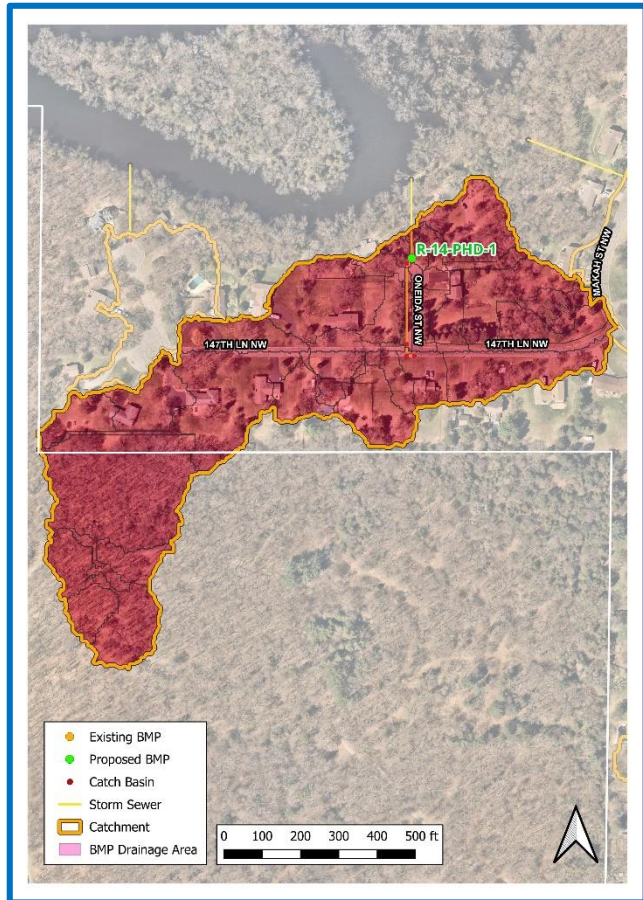 R-14-PHD-1
MAKAH ST NW
ONEIDA ST NW
147TH LN NW
147TH LN NW
Existing BMP
Proposed BMP
Catch Basin
Storm Sewer
Catchment
BMP Drainage Area
0 100 200 300 400 500 ft